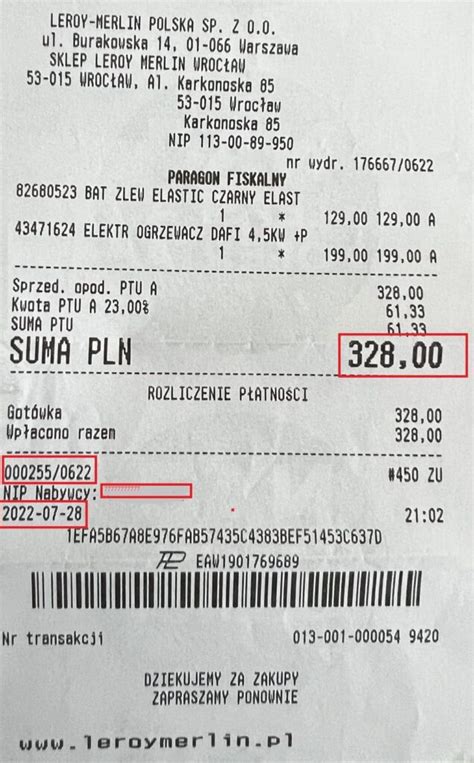 LEROY-MERLIN POLSKA SP. Z O.O.
ul. Burakowska 14, 01-066 Warszawa
SKLEP LEROY MERLIN WROCŁAW
53-015 WROCŁAW, Al. Karkonoska 85
53-015 Wrocław
Karkonoska 85
NIP 113-00-89-950
nr wydr. 176667/0622
PARAGON FISKALNY
82680523 BAT ZLEW ELASTIC CZARNY ELAST
1 * 129,00 129,00 A
43471624 ELEKTR OGRZEWACZ DAFI 4,5KW +P
1 * 199,00 199,00 A
Sprzed. opod. PTU A 328,00
Kwota PTU A 23,00% 61,33
SUMA PTU 61,33
SUMA PLN 328,00
ROZLICZENIE PŁATNOŚCI
Gotówka 328,00
Wpłacono razem 328,00
000255/0622 #450 ZU
NIP Nabywcy:
2022-07-28 21:02
1EFA5B67A8E976FAB57435C4383BEF51453C637D
EAW1901769689
Nr transakcji 013-001-000054 9420
DZIEKUJEMY ZA ZAKUPY
ZAPRASZAMY PONOWNIE
www.leroymerlin.pl